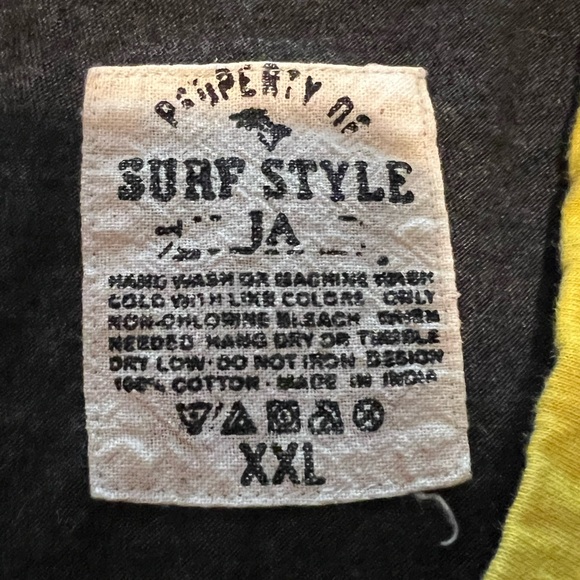 PROPERTY OF
SURF STYLE
JA
HAND WASH OR MACHINE WASH
COLD WITH LIKE COLORS ONLY
NON-CHLORINE BLEACH WHEN
NEEDED HANG DRY OR TUMBLE
DRY LOW · DO NOT IRON DESIGN
100% COTTON · MADE IN INDIA
XXL